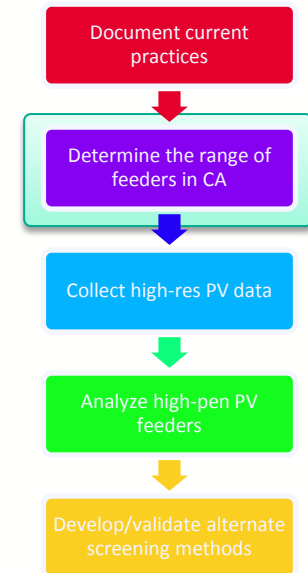 Document current
practices
Determine the range of
feeders in CA
Collect high-res PV data
Analyze high-pen PV
feeders
Develop/validate alternate
screening methods